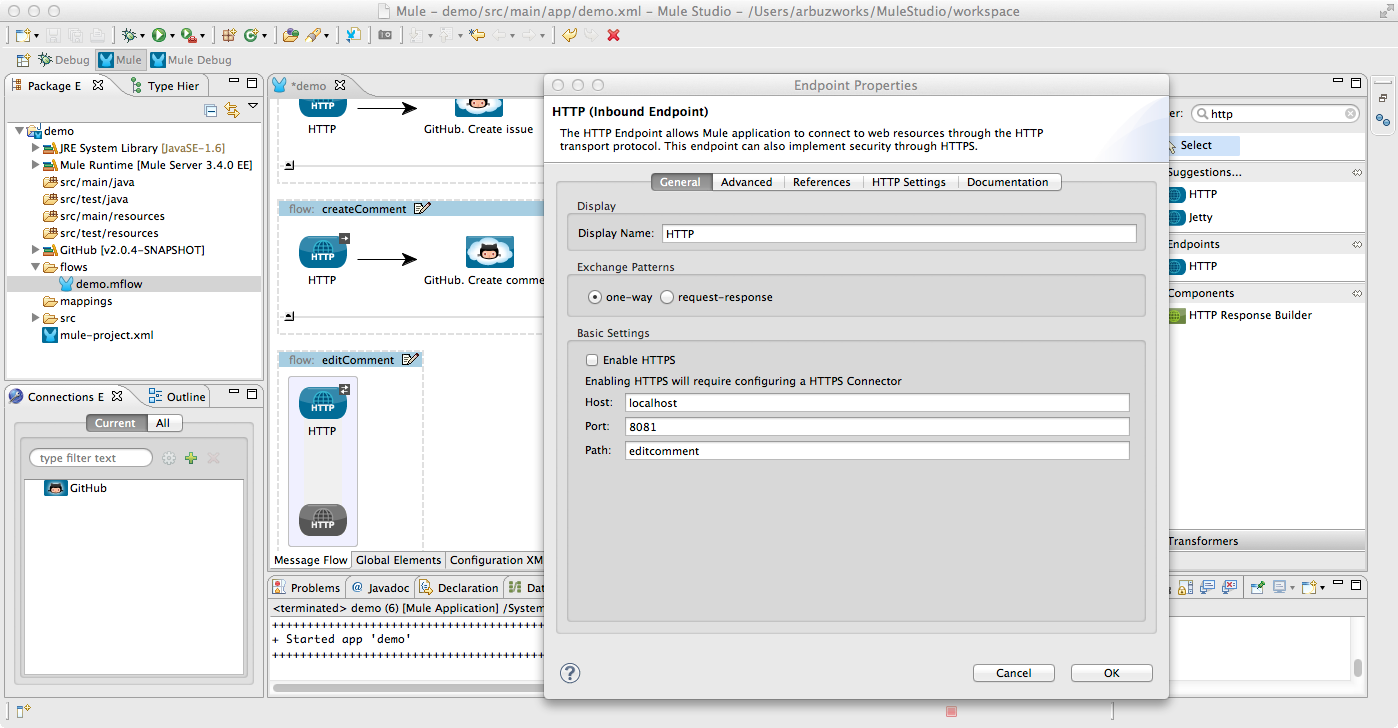 Mule – demo/src/main/app/demo.xml – Mule Studio – /Users/arbuzworks/MuleStudio/workspace
Debug
Mule
Mule Debug
Package E
Type Hier
demo
JRE System Library [JavaSE-1.6]
Mule Runtime [Mule Server 3.4.0 EE]
src/main/java
src/test/java
src/main/resources
src/test/resources
GitHub [v2.0.4-SNAPSHOT]
flows
demo.mflow
mappings
src
mule-project.xml
Connections E
Outline
Current
All
type filter text
GitHub
*demo
HTTP
HTTP
GitHub. Create issue
flow: createComment
HTTP
HTTP
GitHub. Create comme
flow: editComment
HTTP
HTTP
HTTP
Message Flow
Global Elements
Configuration XM
Problems
@ Javadoc
Declaration
Dat
<terminated> demo (6) [Mule Application] /System
+ Started app 'demo'
Endpoint Properties
HTTP (Inbound Endpoint)
The HTTP Endpoint allows Mule application to connect to web resources through the HTTP
transport protocol. This endpoint can also implement security through HTTPS.
General
Advanced
References
HTTP Settings
Documentation
Display
Display Name: HTTP
Exchange Patterns
one-way
request-response
Basic Settings
Enable HTTPS
Enabling HTTPS will require configuring a HTTPS Connector
Host: localhost
Port: 8081
Path: editcomment
?
Cancel
OK
er: http
Select
Suggestions...
HTTP
Jetty
Endpoints
HTTP
Components
HTTP Response Builder
Transformers